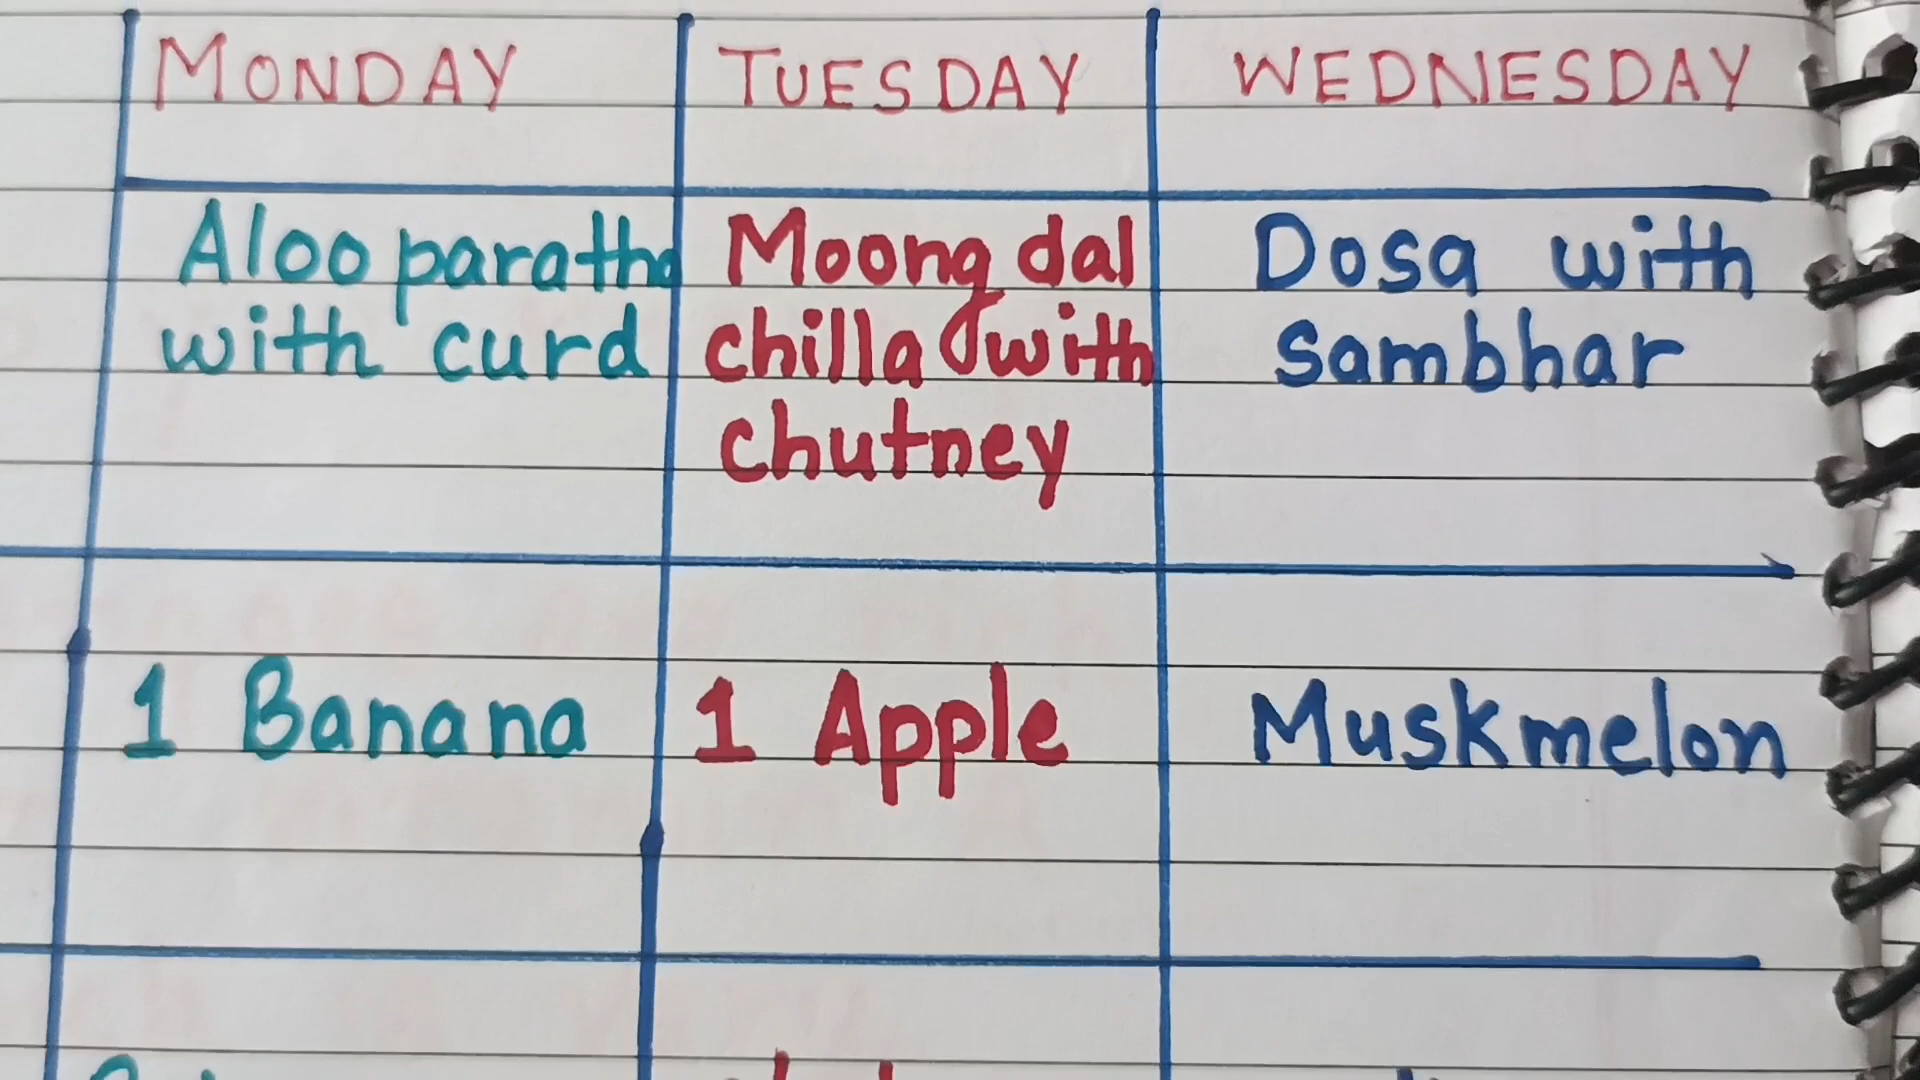 MONDAY TUESDAY WEDNESDAY
Aloo paratha
with curd
Moong dal
chilla with
chutney
Dosa with
sambhar
1 Banana
1 Apple
Muskmelon